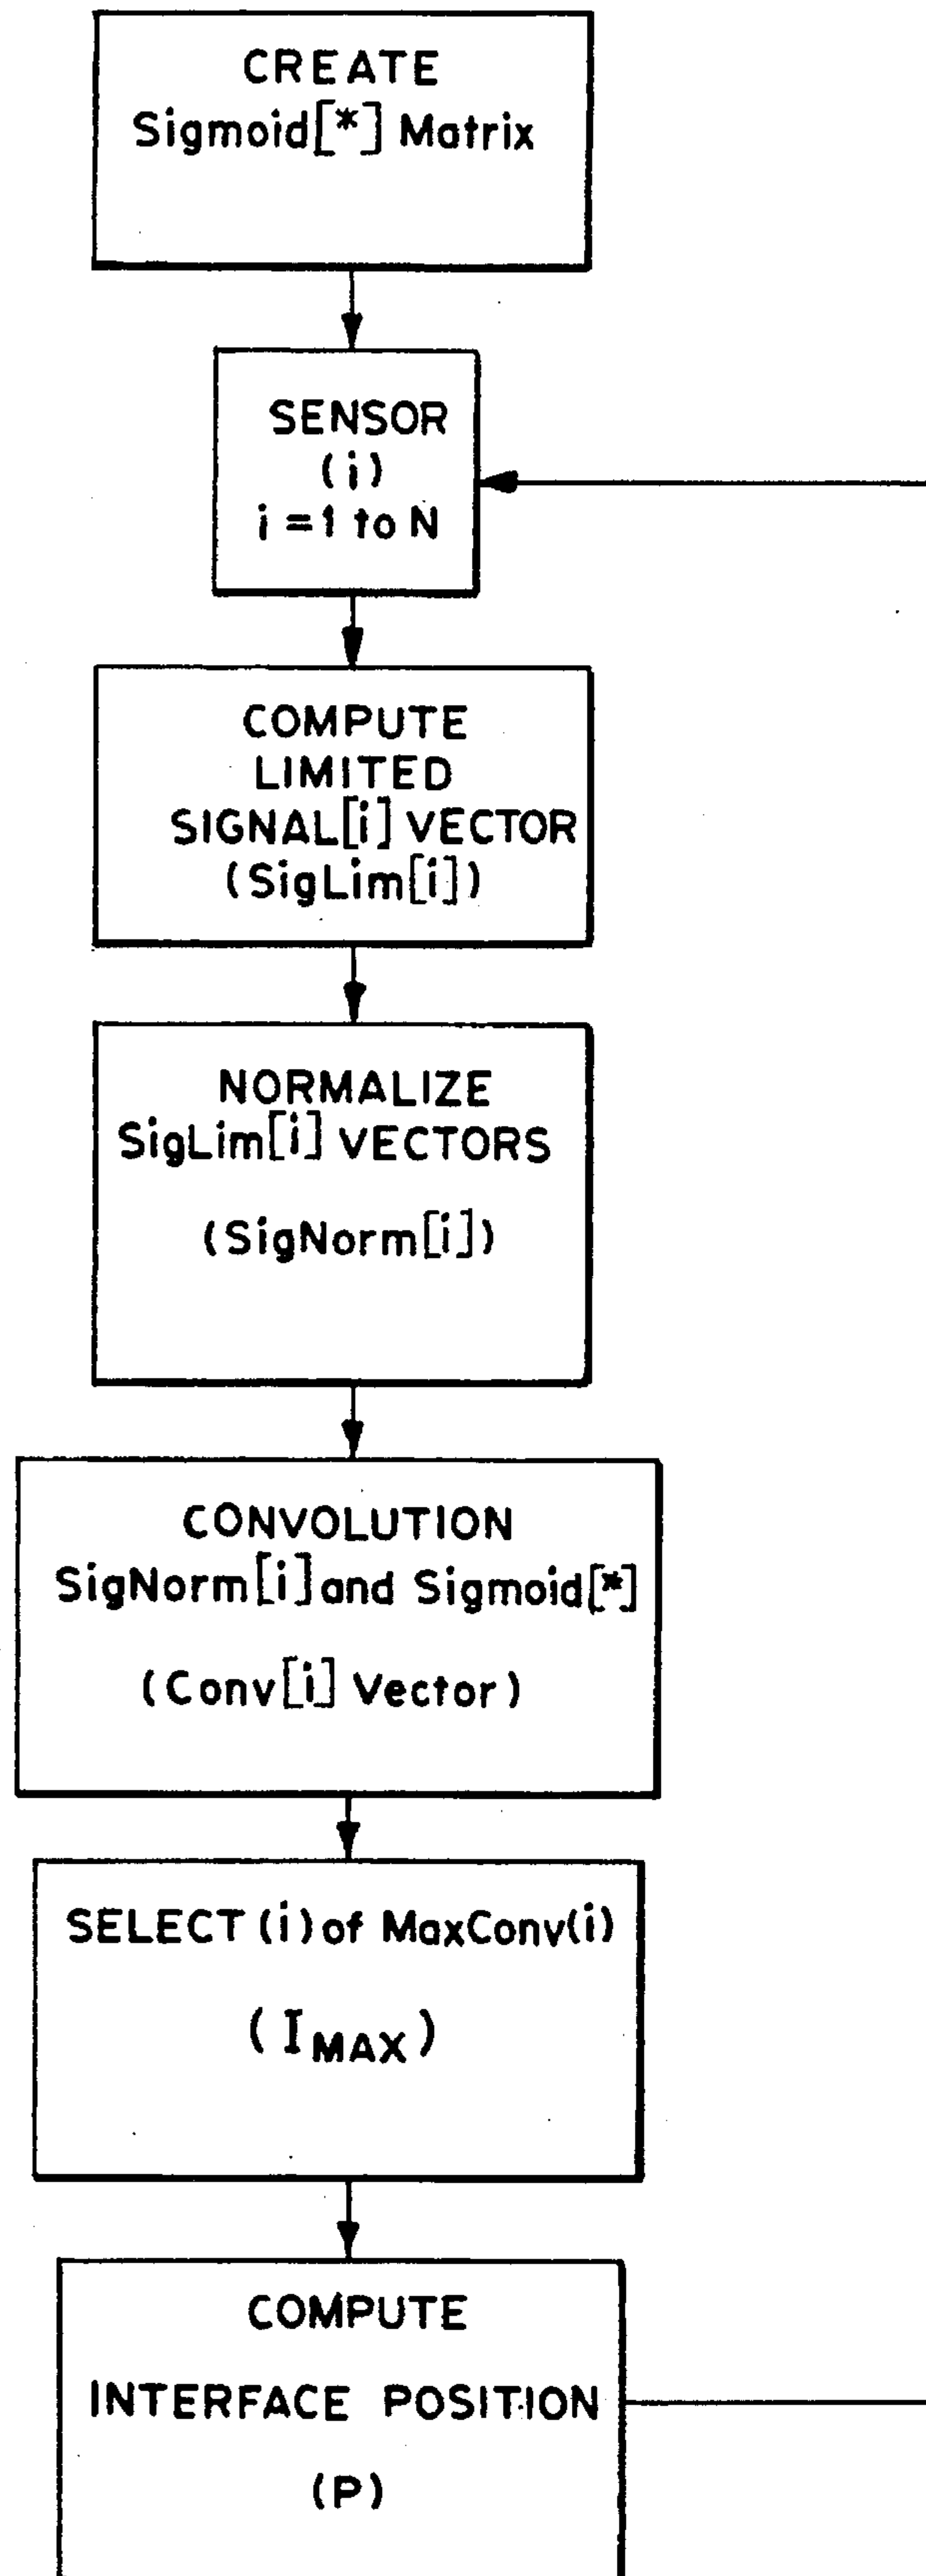 CREATE
Sigmoid[*] Matrix
SENSOR
(i)
i = 1 to N
COMPUTE
LIMITED
SIGNAL[i] VECTOR
(SigLim[i])
NORMALIZE
SigLim[i] VECTORS
(SigNorm[i])
CONVOLUTION
SigNorm[i] and Sigmoid[*]
(Conv[i] Vector)
SELECT (i) of MaxConv(i)
(I MAX)
COMPUTE
INTERFACE POSITION
(P)